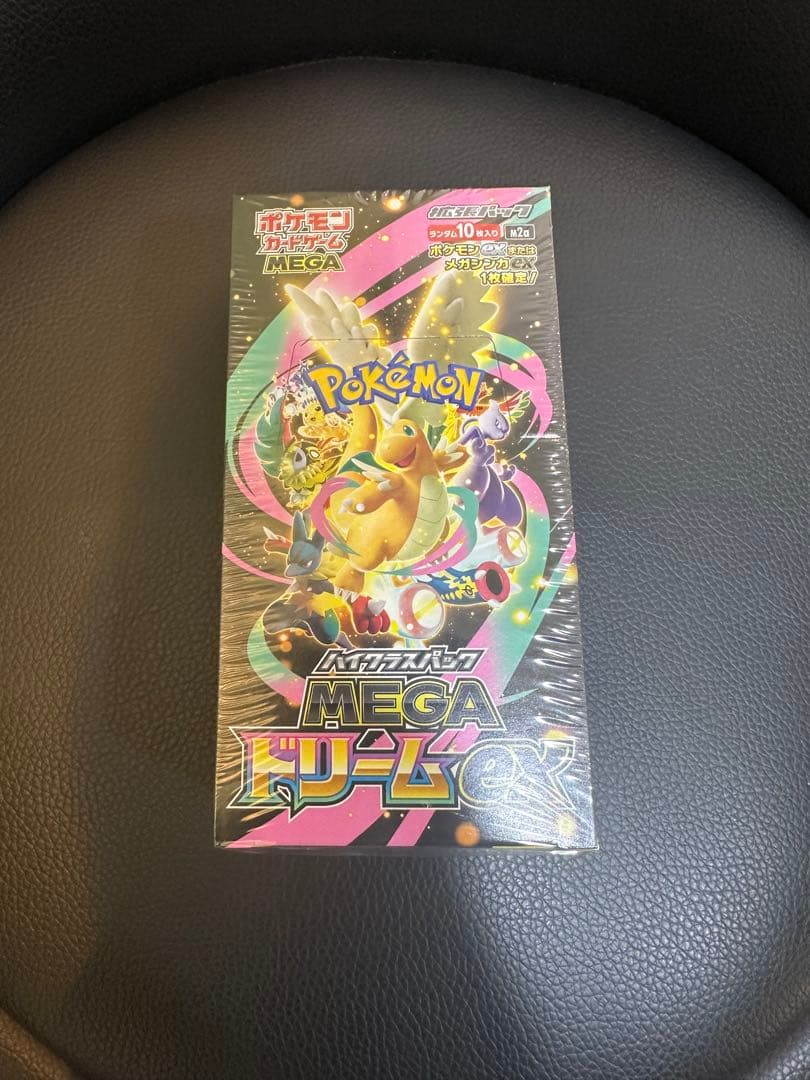 ポケモン
カードゲーム
MEGA
拡張パック
ランダム10枚入り M2a
ポケモンexまたは
メガシンカex
1枚確定!
POKéMON
ハイクラスパック
MEGA
ドリームex